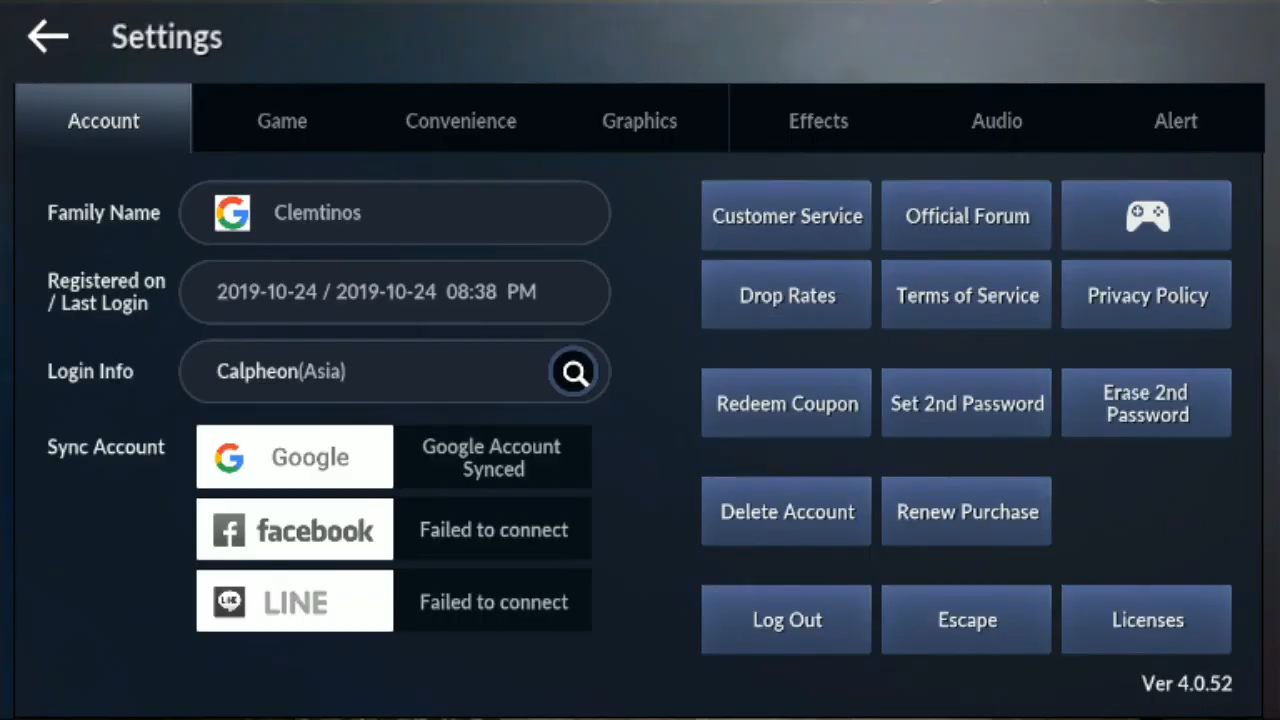 Settings
Account
Game
Convenience
Graphics
Effects
Audio
Alert
Family Name
Clemtinos
Customer Service
Official Forum
Registered on
/ Last Login
2019-10-24 / 2019-10-24 08:38 PM
Drop Rates
Terms of Service
Privacy Policy
Login Info
Calpheon(Asia)
Redeem Coupon
Set 2nd Password
Erase 2nd
Password
Sync Account
Google
Google Account
Synced
facebook
Failed to connect
LINE
Failed to connect
Delete Account
Renew Purchase
Log Out
Escape
Licenses
Ver 4.0.52